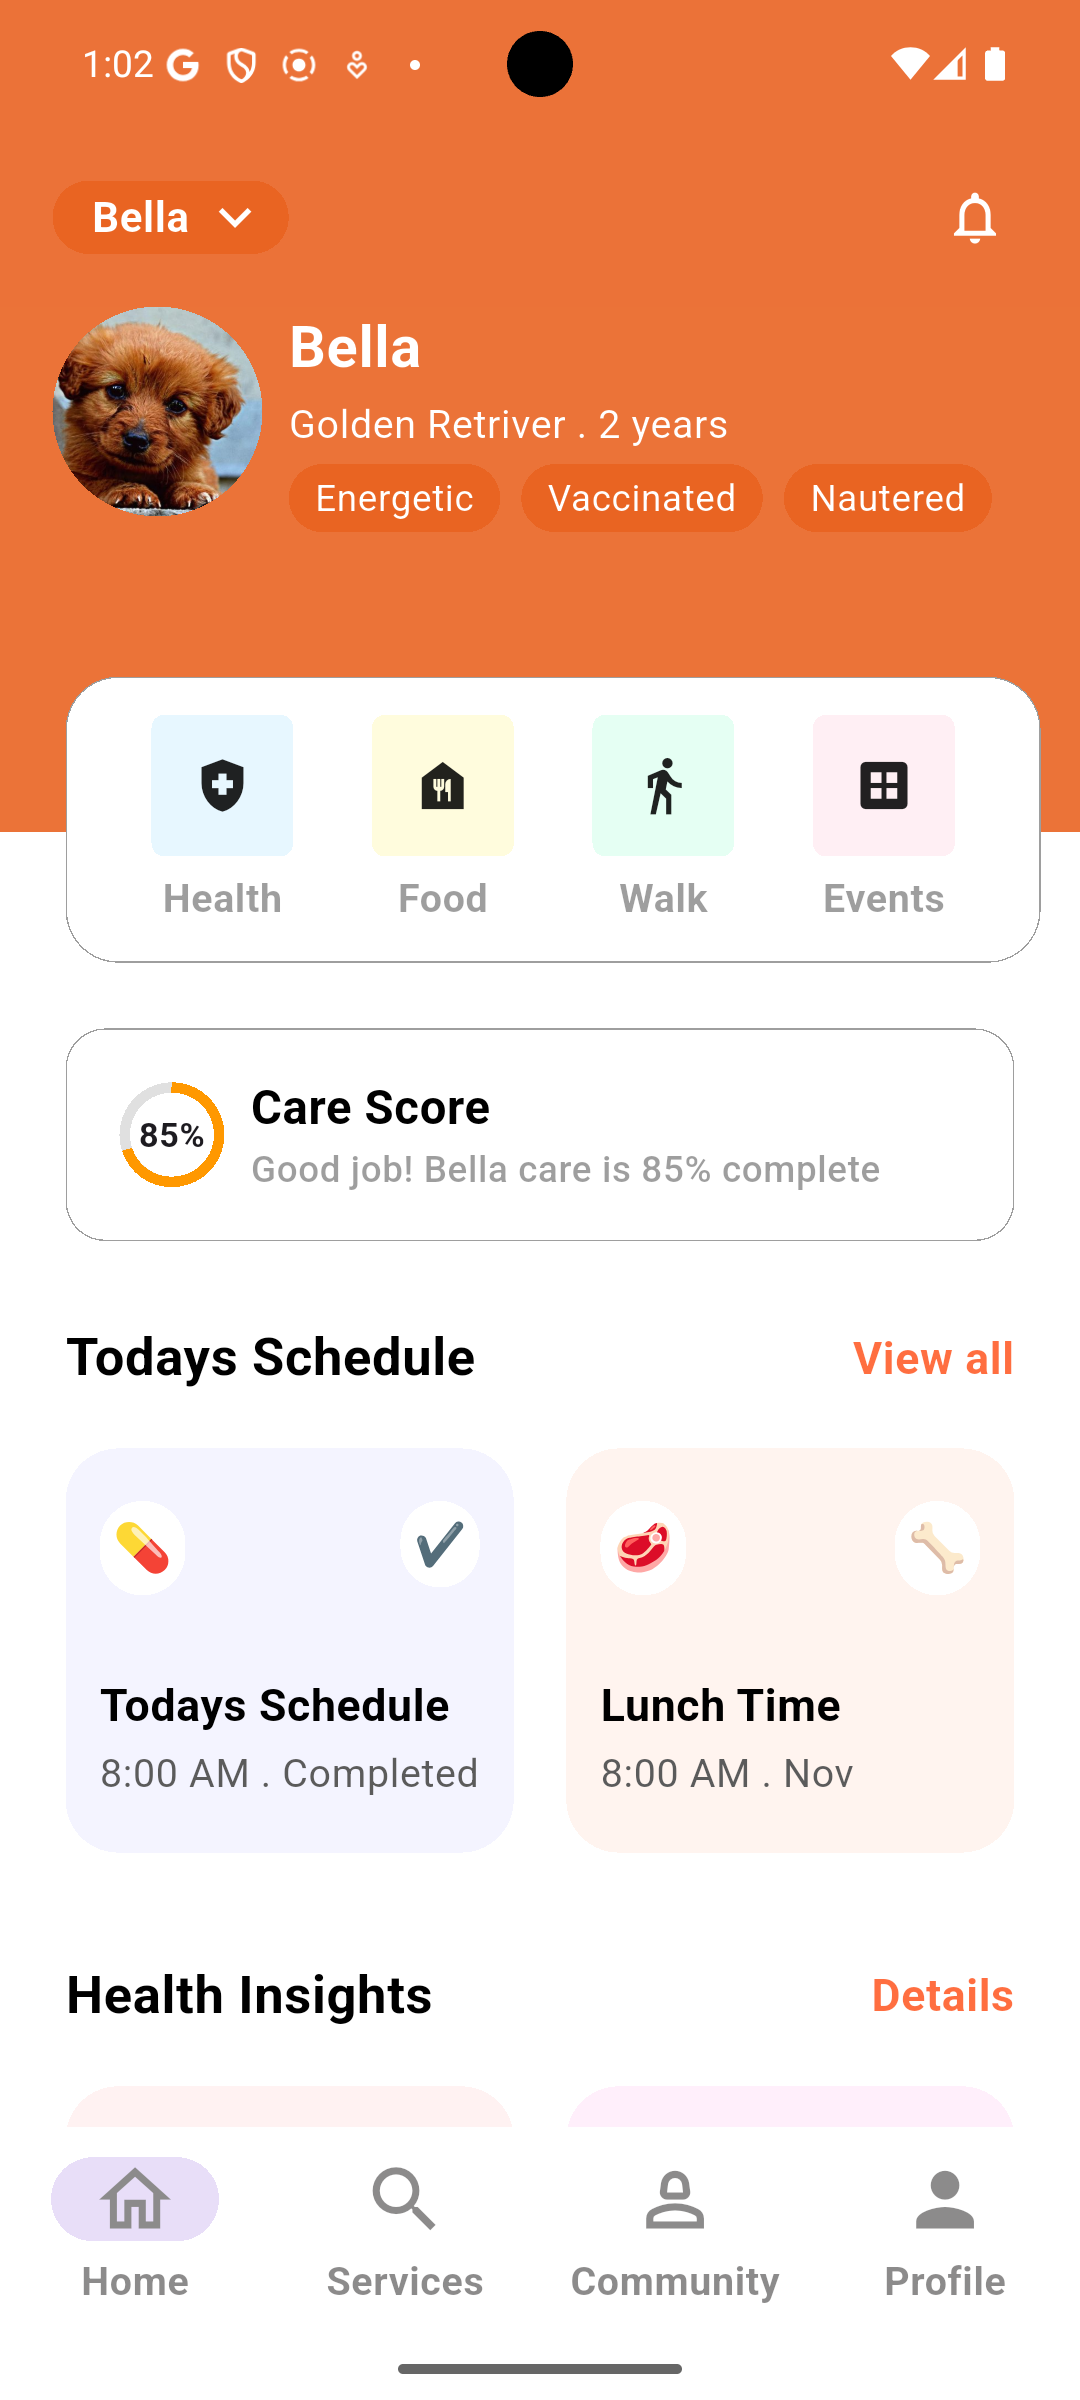 1:02
Bella
Bella
Golden Retriver . 2 years
Energetic Vaccinated Nautered
Health Food Walk Events
85%
Care Score
Good job! Bella care is 85% complete
Todays Schedule View all
Todays Schedule
8:00 AM . Completed
Lunch Time
8:00 AM . Nov
Health Insights Details
Home Services Community Profile